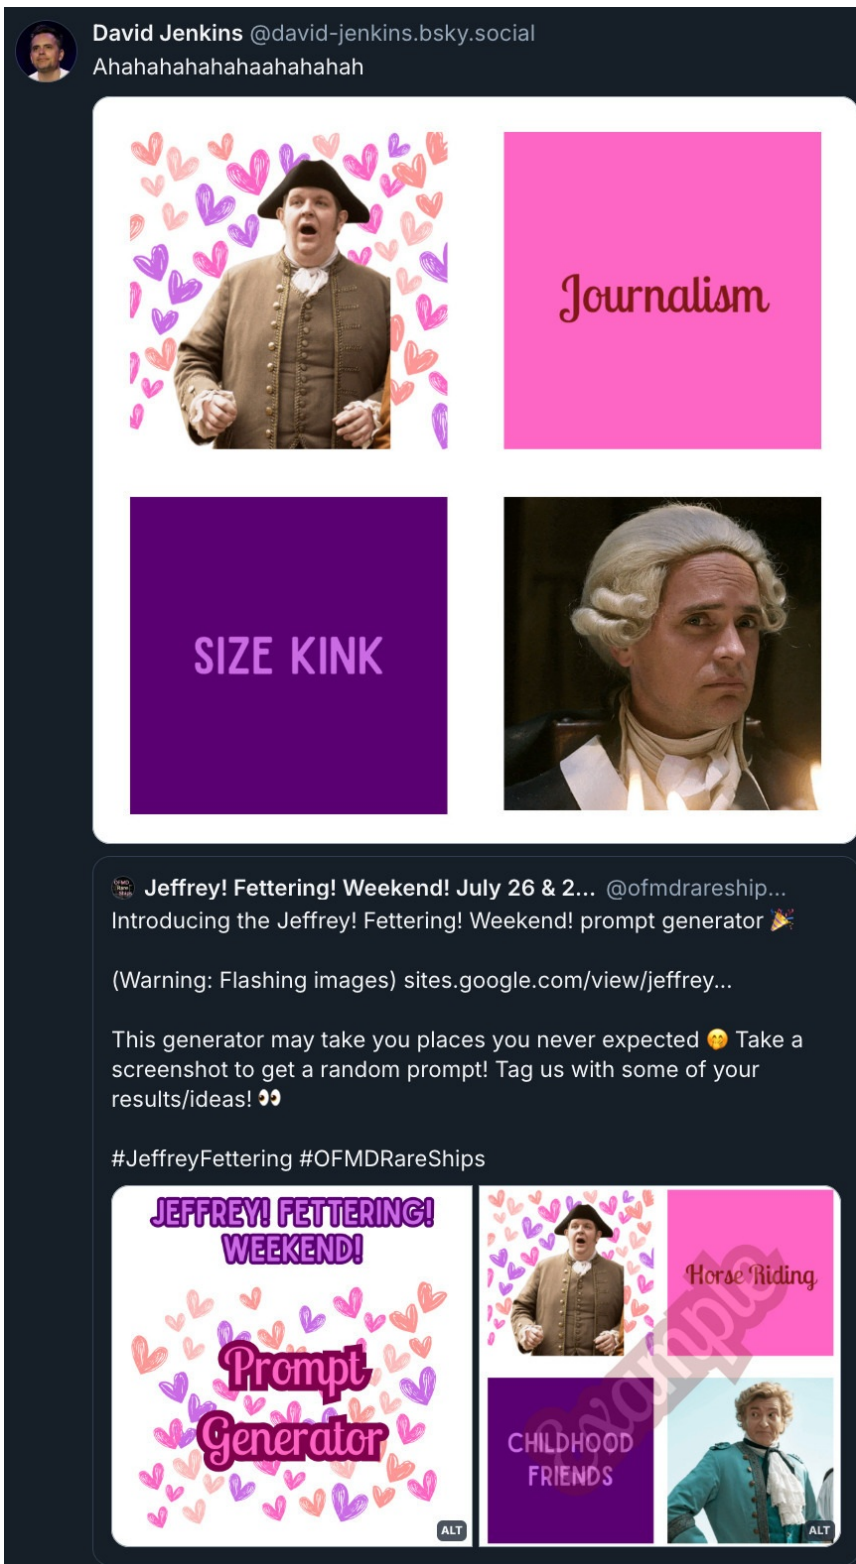 David Jenkins @david-jenkins.bsky.social
Ahahahahahahaahahahah
Journalism
SIZE KINK
Jeffrey! Fettering! Weekend! July 26 & 2... @ofmdrareship...
Introducing the Jeffrey! Fettering! Weekend! prompt generator 🎉
(Warning: Flashing images) sites.google.com/view/jeffrey...
This generator may take you places you never expected 🤭 Take a
screenshot to get a random prompt! Tag us with some of your
results/ideas! 👀
#JeffreyFettering #OFMDRareShips
JEFFREY! FETTERING!
WEEKEND!
Prompt
Generator
ALT
Horse Riding
Example
CHILDHOOD
FRIENDS
ALT